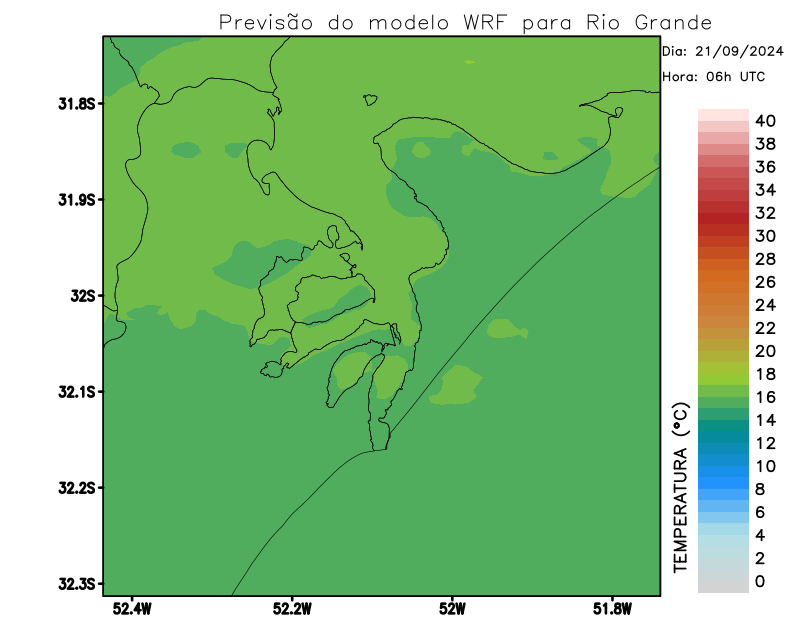 Previsão do modelo WRF para Rio Grande
Dia: 21/09/2024
Hora: 06h UTC
31.8S
31.9S
32S
32.1S
32.2S
32.3S
52.4W
52.2W
52W
51.8W
TEMPERATURA (°C)
40
38
36
34
32
30
28
26
24
22
20
18
16
14
12
10
8
6
4
2
0